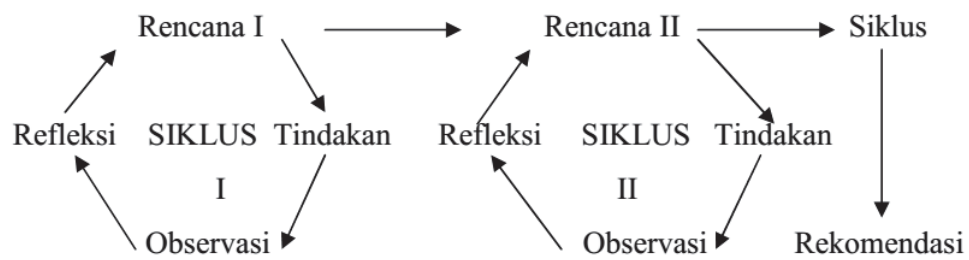 Rencana I Rencana II Siklus
Refleksi SIKLUS Tindakan Refleksi SIKLUS Tindakan
I II
Observasi Observasi Rekomendasi